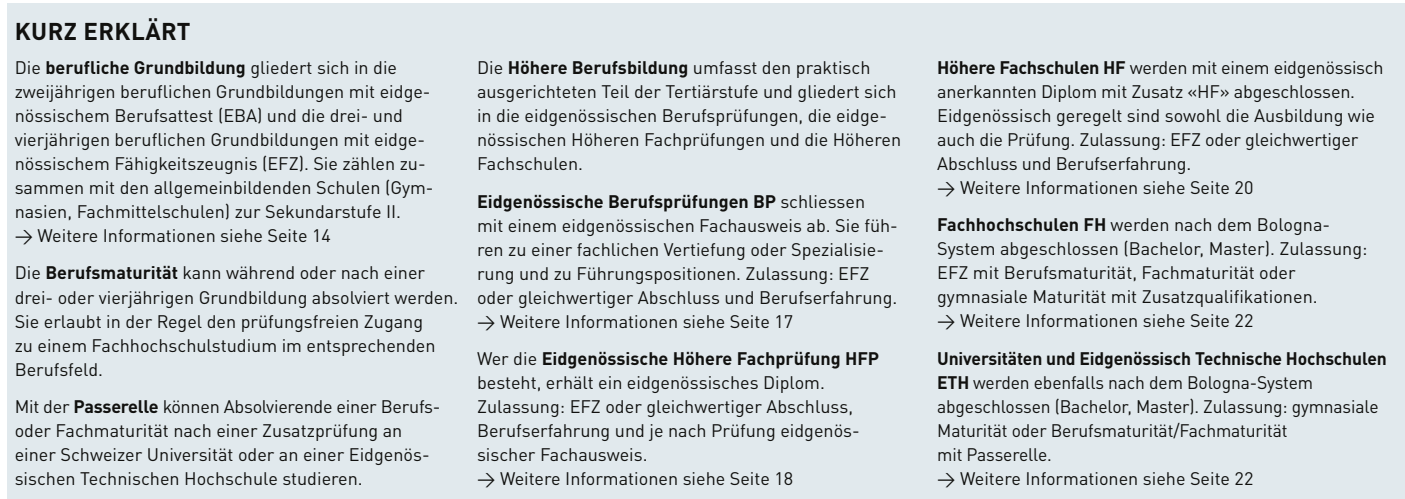 KURZ ERKLÄRT
Die berufliche Grundbildung gliedert sich in die
zweijährigen beruflichen Grundbildungen mit eidge-
nössischem Berufsattest (EBA) und die drei- und
vierjährigen beruflichen Grundbildungen mit eidge-
nössischem Fähigkeitszeugnis (EFZ). Sie zählen zu-
sammen mit den allgemeinbildenden Schulen (Gym-
nasien, Fachmittelschulen) zur Sekundarstufe II.
→ Weitere Informationen siehe Seite 14
Die Berufsmaturität kann während oder nach einer
drei- oder vierjährigen Grundbildung absolviert werden.
Sie erlaubt in der Regel den prüfungsfreien Zugang
zu einem Fachhochschulstudium im entsprechenden
Berufsfeld.
Mit der Passerelle können Absolvierende einer Berufs-
oder Fachmaturität nach einer Zusatzprüfung an
einer Schweizer Universität oder an einer Eidgenös-
sischen Technischen Hochschule studieren.
Die Höhere Berufsbildung umfasst den praktisch
ausgerichteten Teil der Tertiärstufe und gliedert sich
in die eidgenössischen Berufsprüfungen, die eidge-
nössischen Höheren Fachprüfungen und die Höheren
Fachschulen.
Eidgenössische Berufsprüfungen BP schliessen
mit einem eidgenössischen Fachausweis ab. Sie füh-
ren zu einer fachlichen Vertiefung oder Spezialisie-
rung und zu Führungspositionen. Zulassung: EFZ
oder gleichwertiger Abschluss und Berufserfahrung.
→ Weitere Informationen siehe Seite 17
Wer die Eidgenössische Höhere Fachprüfung HFP
besteht, erhält ein eidgenössisches Diplom.
Zulassung: EFZ oder gleichwertiger Abschluss,
Berufserfahrung und je nach Prüfung eidgenös-
sischer Fachausweis.
→ Weitere Informationen siehe Seite 18
Höhere Fachschulen HF werden mit einem eidgenössisch
anerkannten Diplom mit Zusatz «HF» abgeschlossen.
Eidgenössisch geregelt sind sowohl die Ausbildung wie
auch die Prüfung. Zulassung: EFZ oder gleichwertiger
Abschluss und Berufserfahrung.
→ Weitere Informationen siehe Seite 20
Fachhochschulen FH werden nach dem Bologna-
System abgeschlossen (Bachelor, Master). Zulassung:
EFZ mit Berufsmaturität, Fachmaturität oder
gymnasiale Maturität mit Zusatzqualifikationen.
→ Weitere Informationen siehe Seite 22
Universitäten und Eidgenössisch Technische Hochschulen
ETH werden ebenfalls nach dem Bologna-System
abgeschlossen (Bachelor, Master). Zulassung: gymnasiale
Maturität oder Berufsmaturität/Fachmaturität
mit Passerelle.
→ Weitere Informationen siehe Seite 22